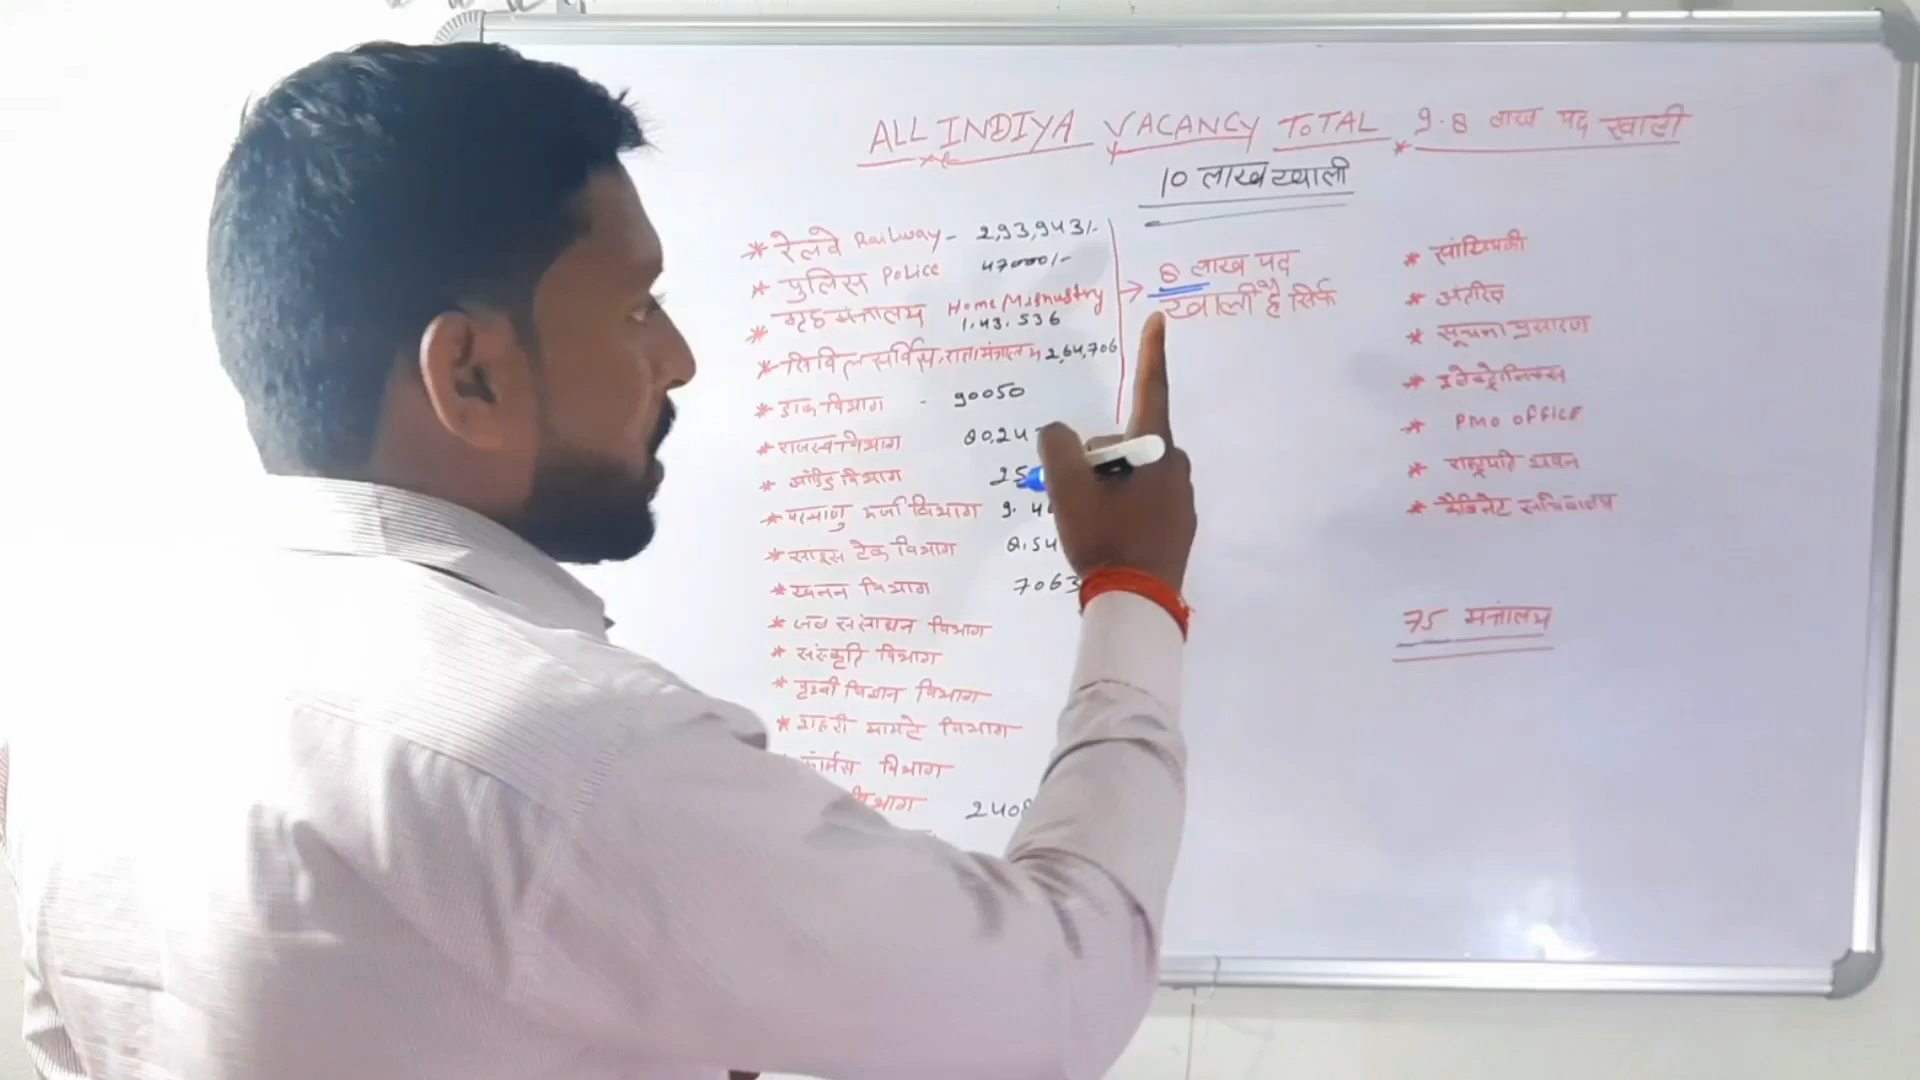 ALL INDIYA VACANCY TOTAL 9.8 लाख पद खाली
10 लाख खाली
* रेलवे Railway - 2,93,943/-
* पुलिस Police 470000/-
* गृह मंत्रालय Home
1.43.536
* सिविल सर्विस 2,64,706
* डाक विभाग - 90050
* राजस्व विभाग
* विभाग
* परमाणु ऊर्जा विभाग
* साइंस टेक विभाग
* खनन विभाग 7063
* जल संसाधन विभाग
* संस्कृति विभाग
* पृथ्वी विभाग
* शहरी मामले विभाग
विभाग
विभाग
8 लाख पद
खाली है सिर्फ
* सांख्यिकी
* अंतरिक्ष
* सूचना प्रसारण
* इलेक्ट्रोनिक्स
* PMO OFFICE
* राष्ट्रपति भवन
* कैबिनेट सचिवालय
75 मंत्रालय